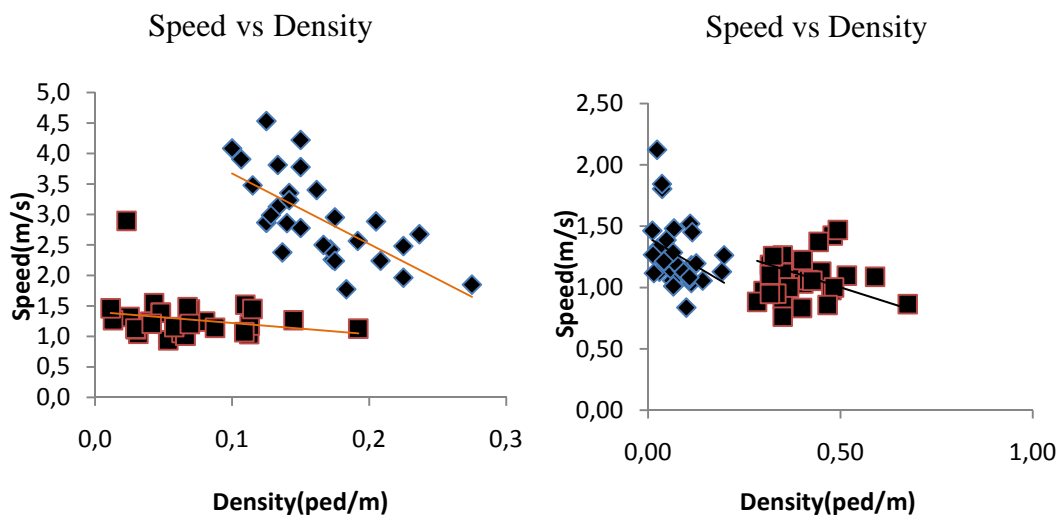 Speed vs Density
Speed(m/s)
5,0
4,5
4,0
3,5
3,0
2,5
2,0
1,5
1,0
0,5
0,0
0,0 0,1 0,2 0,3
Density(ped/m)
Speed vs Density
Speed(m/s)
2,50
2,00
1,50
1,00
0,50
0,00
0,00 0,50 1,00
Density(ped/m)